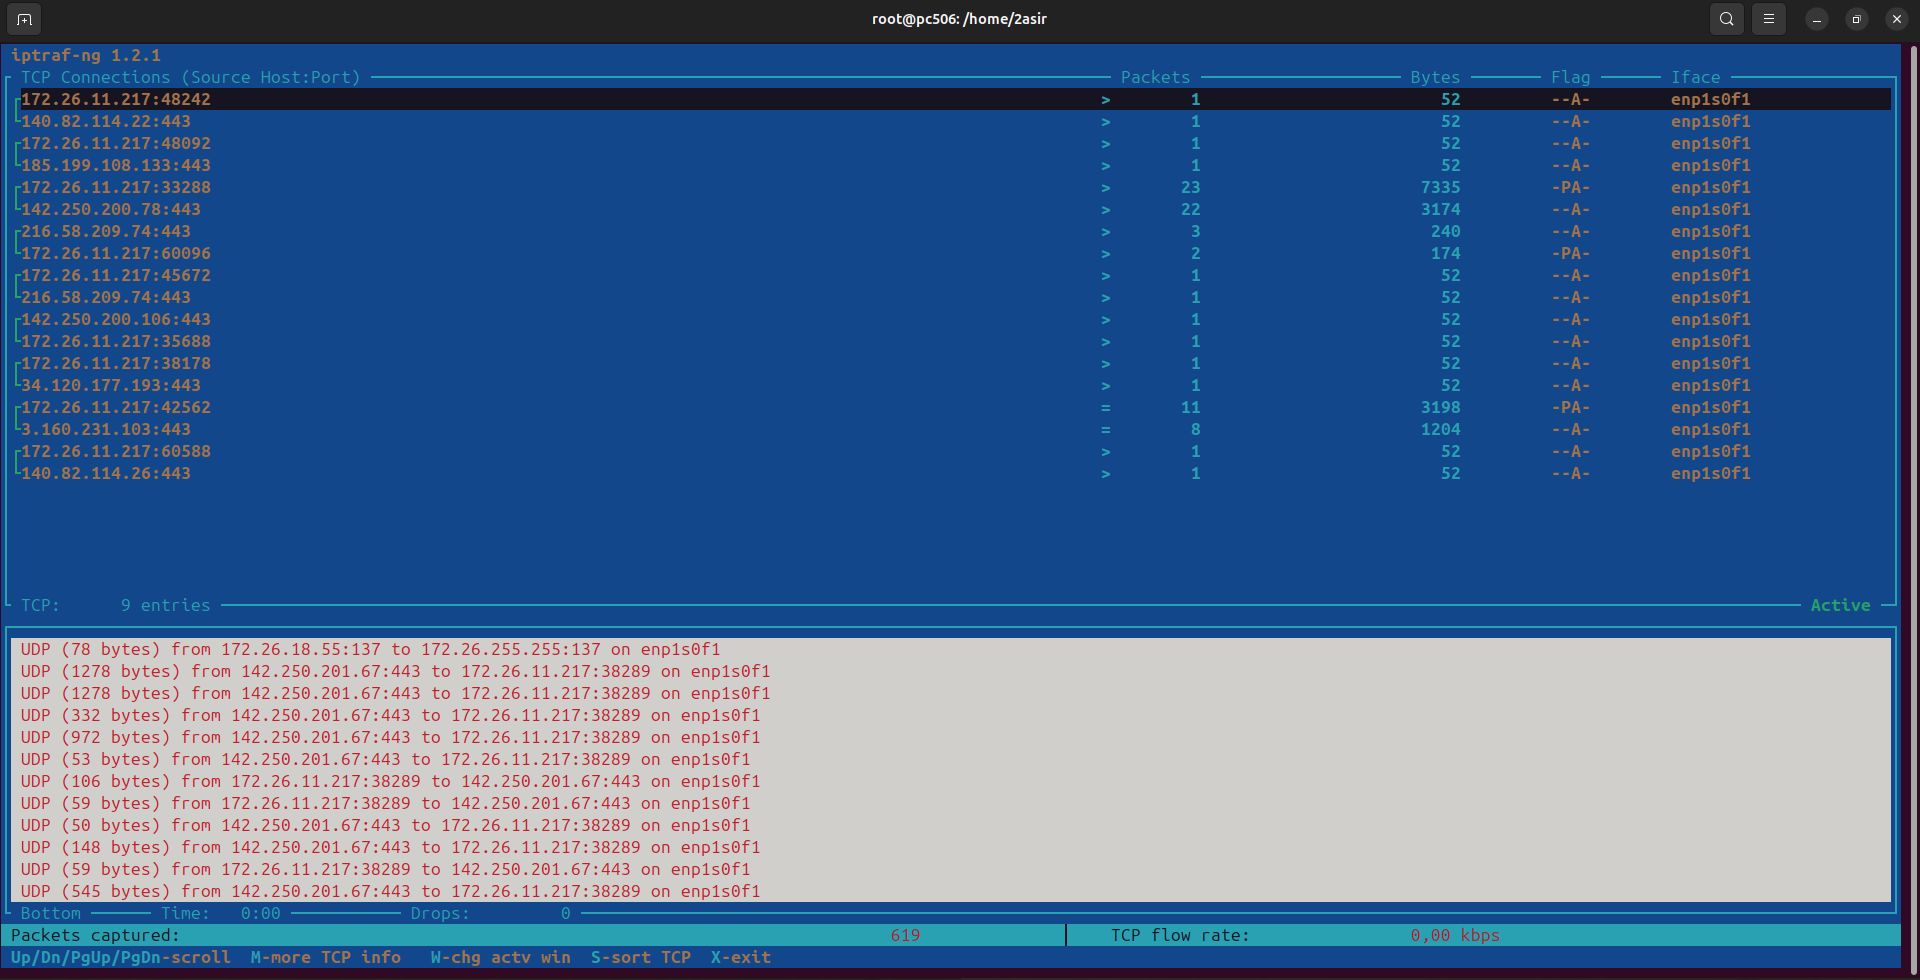 root@pc506: /home/2asir
iptraf-ng 1.2.1
TCP Connections (Source Host:Port) Packets Bytes Flag Iface
172.26.11.217:48242 > 1 52 --A- enp1s0f1
140.82.114.22:443 > 1 52 --A- enp1s0f1
172.26.11.217:48092 > 1 52 --A- enp1s0f1
185.199.108.133:443 > 1 52 --A- enp1s0f1
172.26.11.217:33288 > 23 7335 -PA- enp1s0f1
142.250.200.78:443 > 22 3174 --A- enp1s0f1
216.58.209.74:443 > 3 240 --A- enp1s0f1
172.26.11.217:60096 > 2 174 -PA- enp1s0f1
172.26.11.217:45672 > 1 52 --A- enp1s0f1
216.58.209.74:443 > 1 52 --A- enp1s0f1
142.250.200.106:443 > 1 52 --A- enp1s0f1
172.26.11.217:35688 > 1 52 --A- enp1s0f1
172.26.11.217:38178 > 1 52 --A- enp1s0f1
34.120.177.193:443 > 1 52 --A- enp1s0f1
172.26.11.217:42562 = 11 3198 -PA- enp1s0f1
3.160.231.103:443 = 8 1204 --A- enp1s0f1
172.26.11.217:60588 > 1 52 --A- enp1s0f1
140.82.114.26:443 > 1 52 --A- enp1s0f1
TCP: 9 entries Active
UDP (78 bytes) from 172.26.18.55:137 to 172.26.255.255:137 on enp1s0f1
UDP (1278 bytes) from 142.250.201.67:443 to 172.26.11.217:38289 on enp1s0f1
UDP (1278 bytes) from 142.250.201.67:443 to 172.26.11.217:38289 on enp1s0f1
UDP (332 bytes) from 142.250.201.67:443 to 172.26.11.217:38289 on enp1s0f1
UDP (972 bytes) from 142.250.201.67:443 to 172.26.11.217:38289 on enp1s0f1
UDP (53 bytes) from 142.250.201.67:443 to 172.26.11.217:38289 on enp1s0f1
UDP (106 bytes) from 172.26.11.217:38289 to 142.250.201.67:443 on enp1s0f1
UDP (59 bytes) from 172.26.11.217:38289 to 142.250.201.67:443 on enp1s0f1
UDP (50 bytes) from 142.250.201.67:443 to 172.26.11.217:38289 on enp1s0f1
UDP (148 bytes) from 142.250.201.67:443 to 172.26.11.217:38289 on enp1s0f1
UDP (59 bytes) from 172.26.11.217:38289 to 142.250.201.67:443 on enp1s0f1
UDP (545 bytes) from 142.250.201.67:443 to 172.26.11.217:38289 on enp1s0f1
Bottom Time: 0:00 Drops: 0
Packets captured: 619 TCP flow rate: 0,00 kbps
Up/Dn/PgUp/PgDn-scroll M-more TCP info W-chg actv win S-sort TCP X-exit